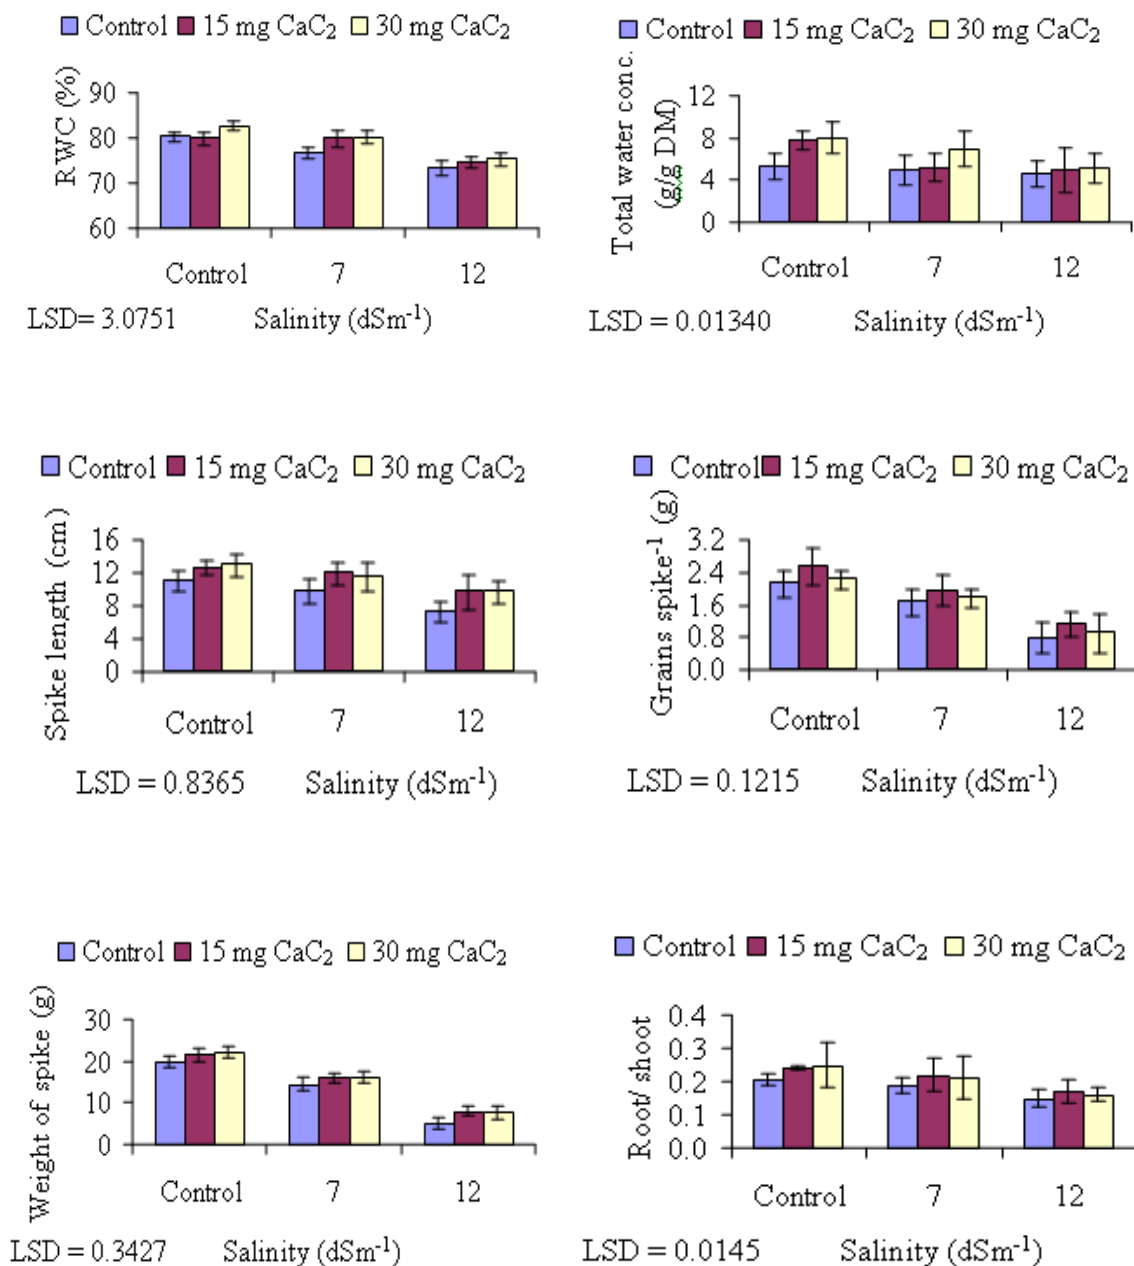 Control 15 mg CaC₂ 30 mg CaC₂
RWC (%)
90
80
70
60
Control 7 12
LSD= 3.0751 Salinity (dSm⁻¹)
Control 15 mg CaC₂ 30 mg CaC₂
Total water conc.
(g/g DM)
12
8
4
0
Control 7 12
LSD = 0.01340 Salinity (dSm⁻¹)
Control 15 mg CaC₂ 30 mg CaC₂
Spike length (cm)
16
12
8
4
0
Control 7 12
LSD = 0.8365 Salinity (dSm⁻¹)
Control 15 mg CaC₂ 30 mg CaC₂
Grains spike⁻¹ (g)
3.2
2.4
1.6
0.8
0.0
Control 7 12
LSD = 0.1215 Salinity (dSm⁻¹)
Control 15 mg CaC₂ 30 mg CaC₂
Weight of spike (g)
30
20
10
0
Control 7 12
LSD = 0.3427 Salinity (dSm⁻¹)
Control 15 mg CaC₂ 30 mg CaC₂
Root/ shoot
0.4
0.3
0.2
0.1
0.0
Control 7 12
LSD = 0.0145 Salinity (dSm⁻¹)